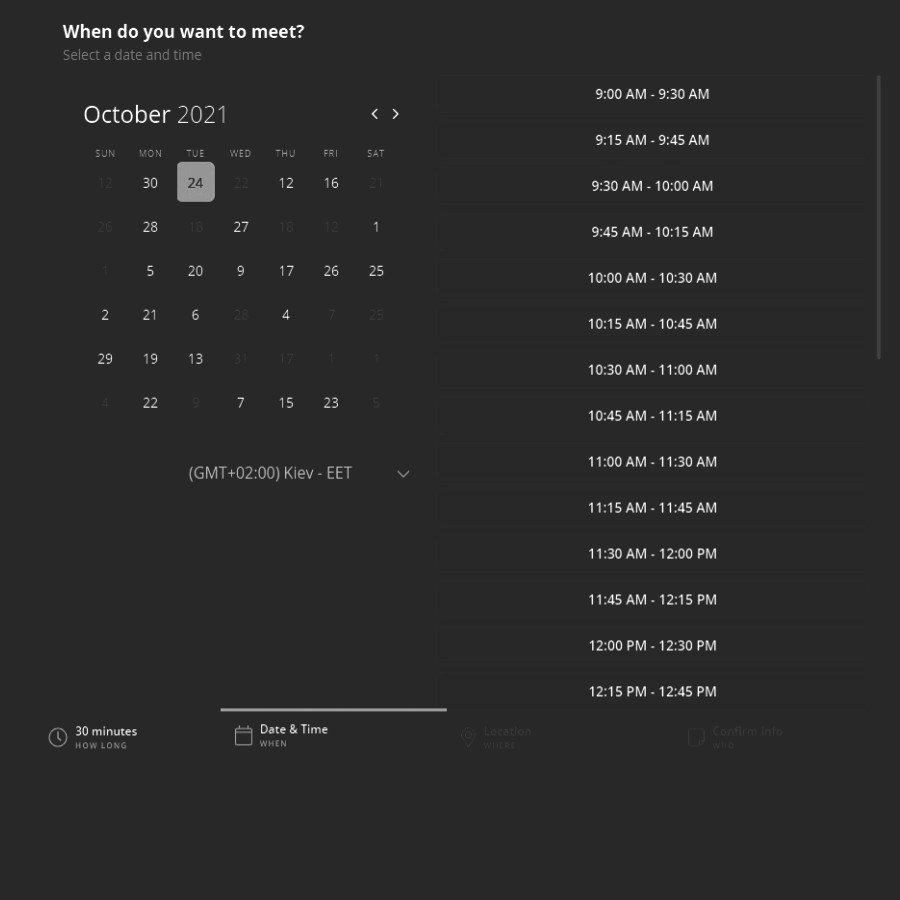 When do you want to meet?
Select a date and time
October 2021
SUN MON TUE WED THU FRI SAT
12 30 24 22 12 16 21
26 28 18 27 18 12 1
1 5 20 9 17 26 25
2 21 6 28 4 7 25
29 19 13 31 17 1 1
4 22 9 7 15 23 5
(GMT+02:00) Kiev - EET
9:00 AM - 9:30 AM
9:15 AM - 9:45 AM
9:30 AM - 10:00 AM
9:45 AM - 10:15 AM
10:00 AM - 10:30 AM
10:15 AM - 10:45 AM
10:30 AM - 11:00 AM
10:45 AM - 11:15 AM
11:00 AM - 11:30 AM
11:15 AM - 11:45 AM
11:30 AM - 12:00 PM
11:45 AM - 12:15 PM
12:00 PM - 12:30 PM
12:15 PM - 12:45 PM
30 minutes
HOW LONG
Date & Time
WHEN
Location
WHERE
Confirm Info
WHO